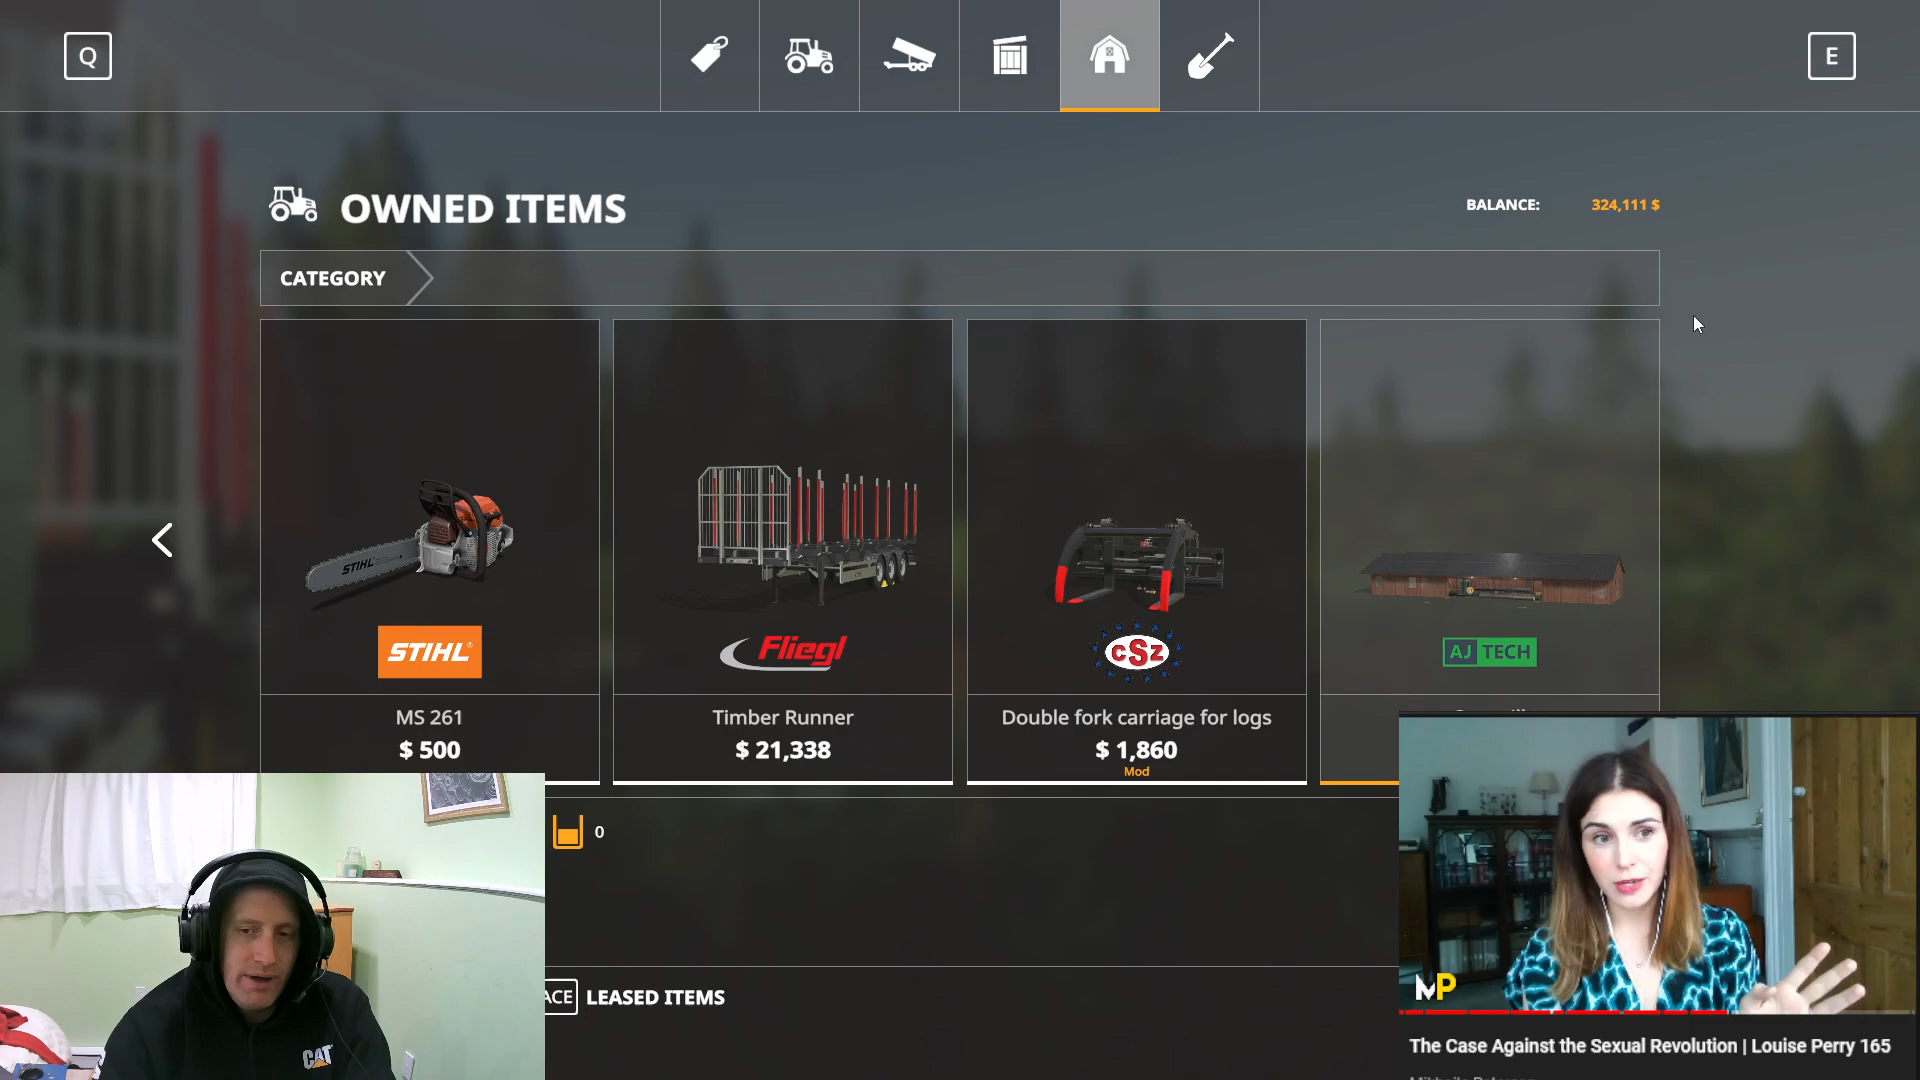 Q
E
OWNED ITEMS
BALANCE: 324,111 $
CATEGORY
STIHL
STIHL
Fliegl
CSZ
AJ TECH
MS 261
Timber Runner
Double fork carriage for logs
$ 500
$ 21,338
$ 1,860
Mod
0
ACE LEASED ITEMS
CAT
MP
The Case Against the Sexual Revolution | Louise Perry 165